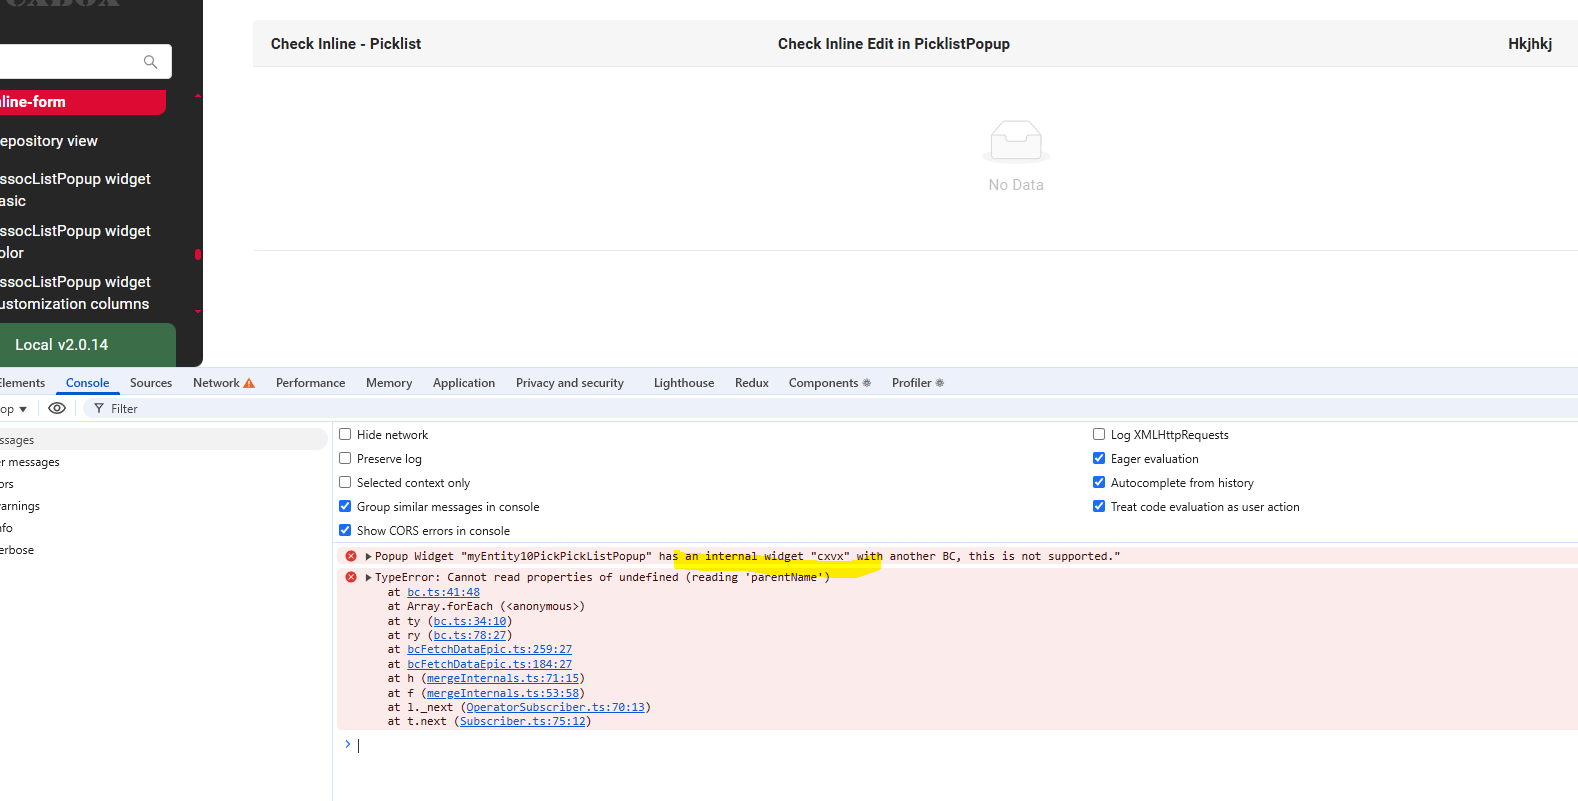 Check Inline - Picklist
Check Inline Edit in PicklistPopup
Hkjhkj
nline-form
epository view
ssocListPopup widget
asic
ssocListPopup widget
olor
ssocListPopup widget
ustomization columns
Local v2.0.14
No Data
Elements
Console
Sources
Network
Performance
Memory
Application
Privacy and security
Lighthouse
Redux
Components
Profiler
op
Filter
ssages
er messages
ors
arnings
nfo
erbose
Hide network
Preserve log
Selected context only
Group similar messages in console
Show CORS errors in console
Log XMLHttpRequests
Eager evaluation
Autocomplete from history
Treat code evaluation as user action
Popup Widget "myEntity10PickPickListPopup" has an internal widget "cxvx" with another BC, this is not supported."
TypeError: Cannot read properties of undefined (reading 'parentName')
at bc.ts:41:48
at Array.forEach (<anonymous>)
at ty (bc.ts:34:10)
at ry (bc.ts:78:27)
at bcFetchDataEpic.ts:259:27
at bcFetchDataEpic.ts:184:27
at h (mergeInternals.ts:71:15)
at f (mergeInternals.ts:53:58)
at l._next (OperatorSubscriber.ts:70:13)
at t.next (Subscriber.ts:75:12)